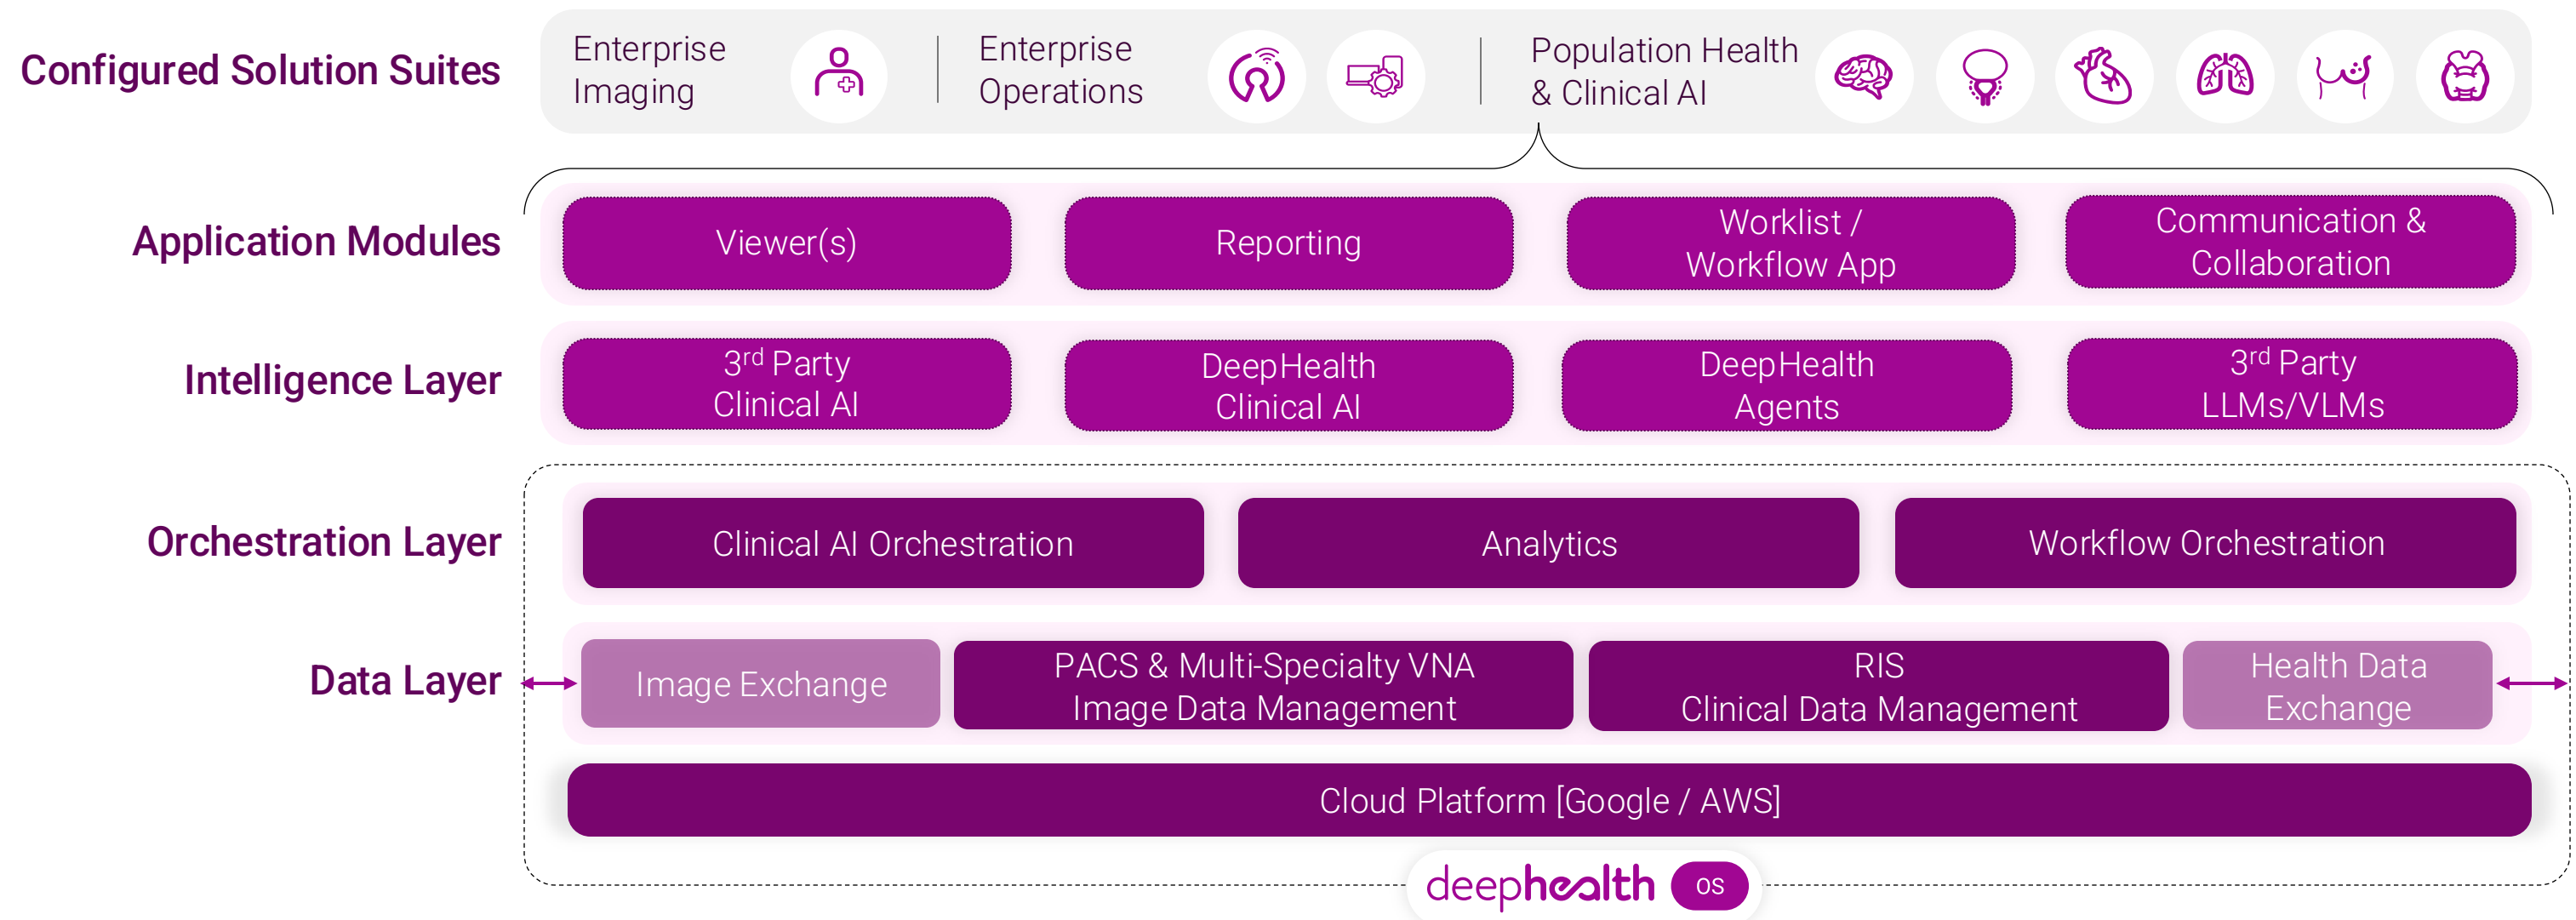 Configured Solution Suites
Enterprise
Imaging
Enterprise
Operations
Population Health
& Clinical AI
Application Modules
Viewer(s)
Reporting
Worklist /
Workflow App
Communication &
Collaboration
Intelligence Layer
3rd Party
Clinical AI
DeepHealth
Clinical AI
DeepHealth
Agents
3rd Party
LLMs/VLMs
Orchestration Layer
Clinical AI Orchestration
Analytics
Workflow Orchestration
Data Layer
Image Exchange
PACS & Multi-Specialty VNA
Image Data Management
RIS
Clinical Data Management
Health Data
Exchange
Cloud Platform [Google / AWS]
deephealth OS